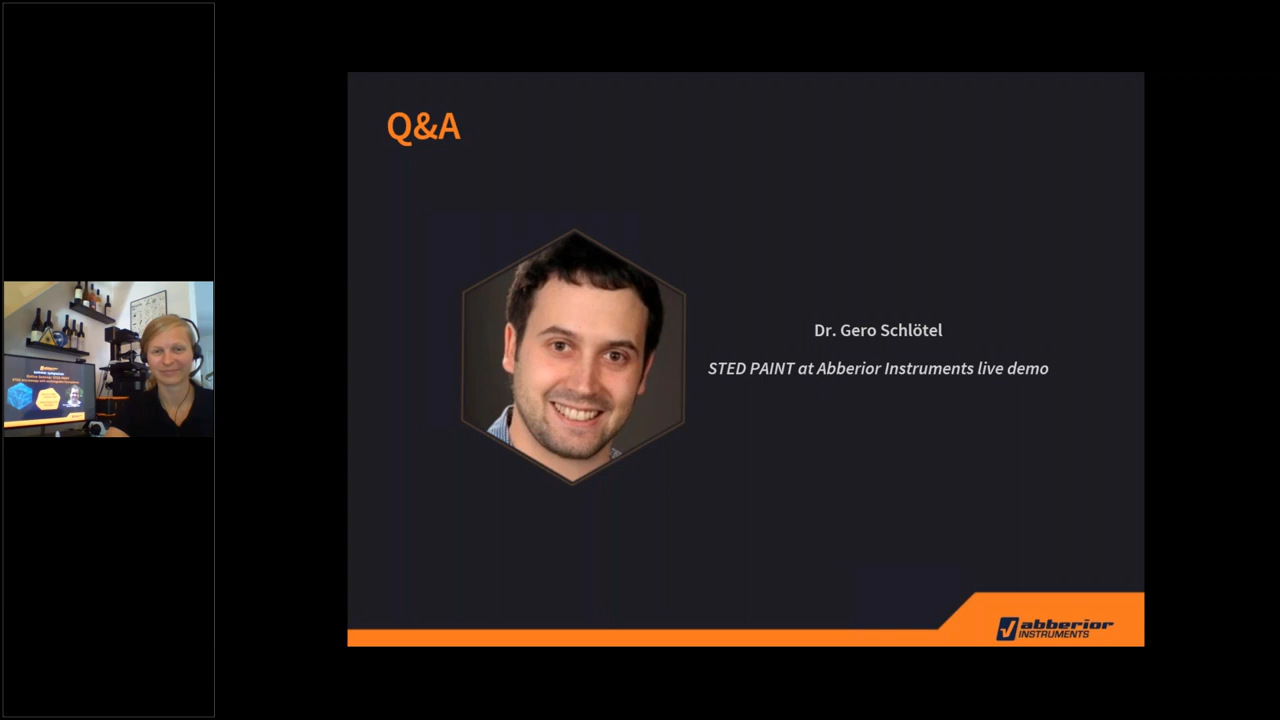 Q&A
Dr. Gero Schlötel
STED PAINT at Abberior Instruments live demo
abberior
INSTRUMENTS